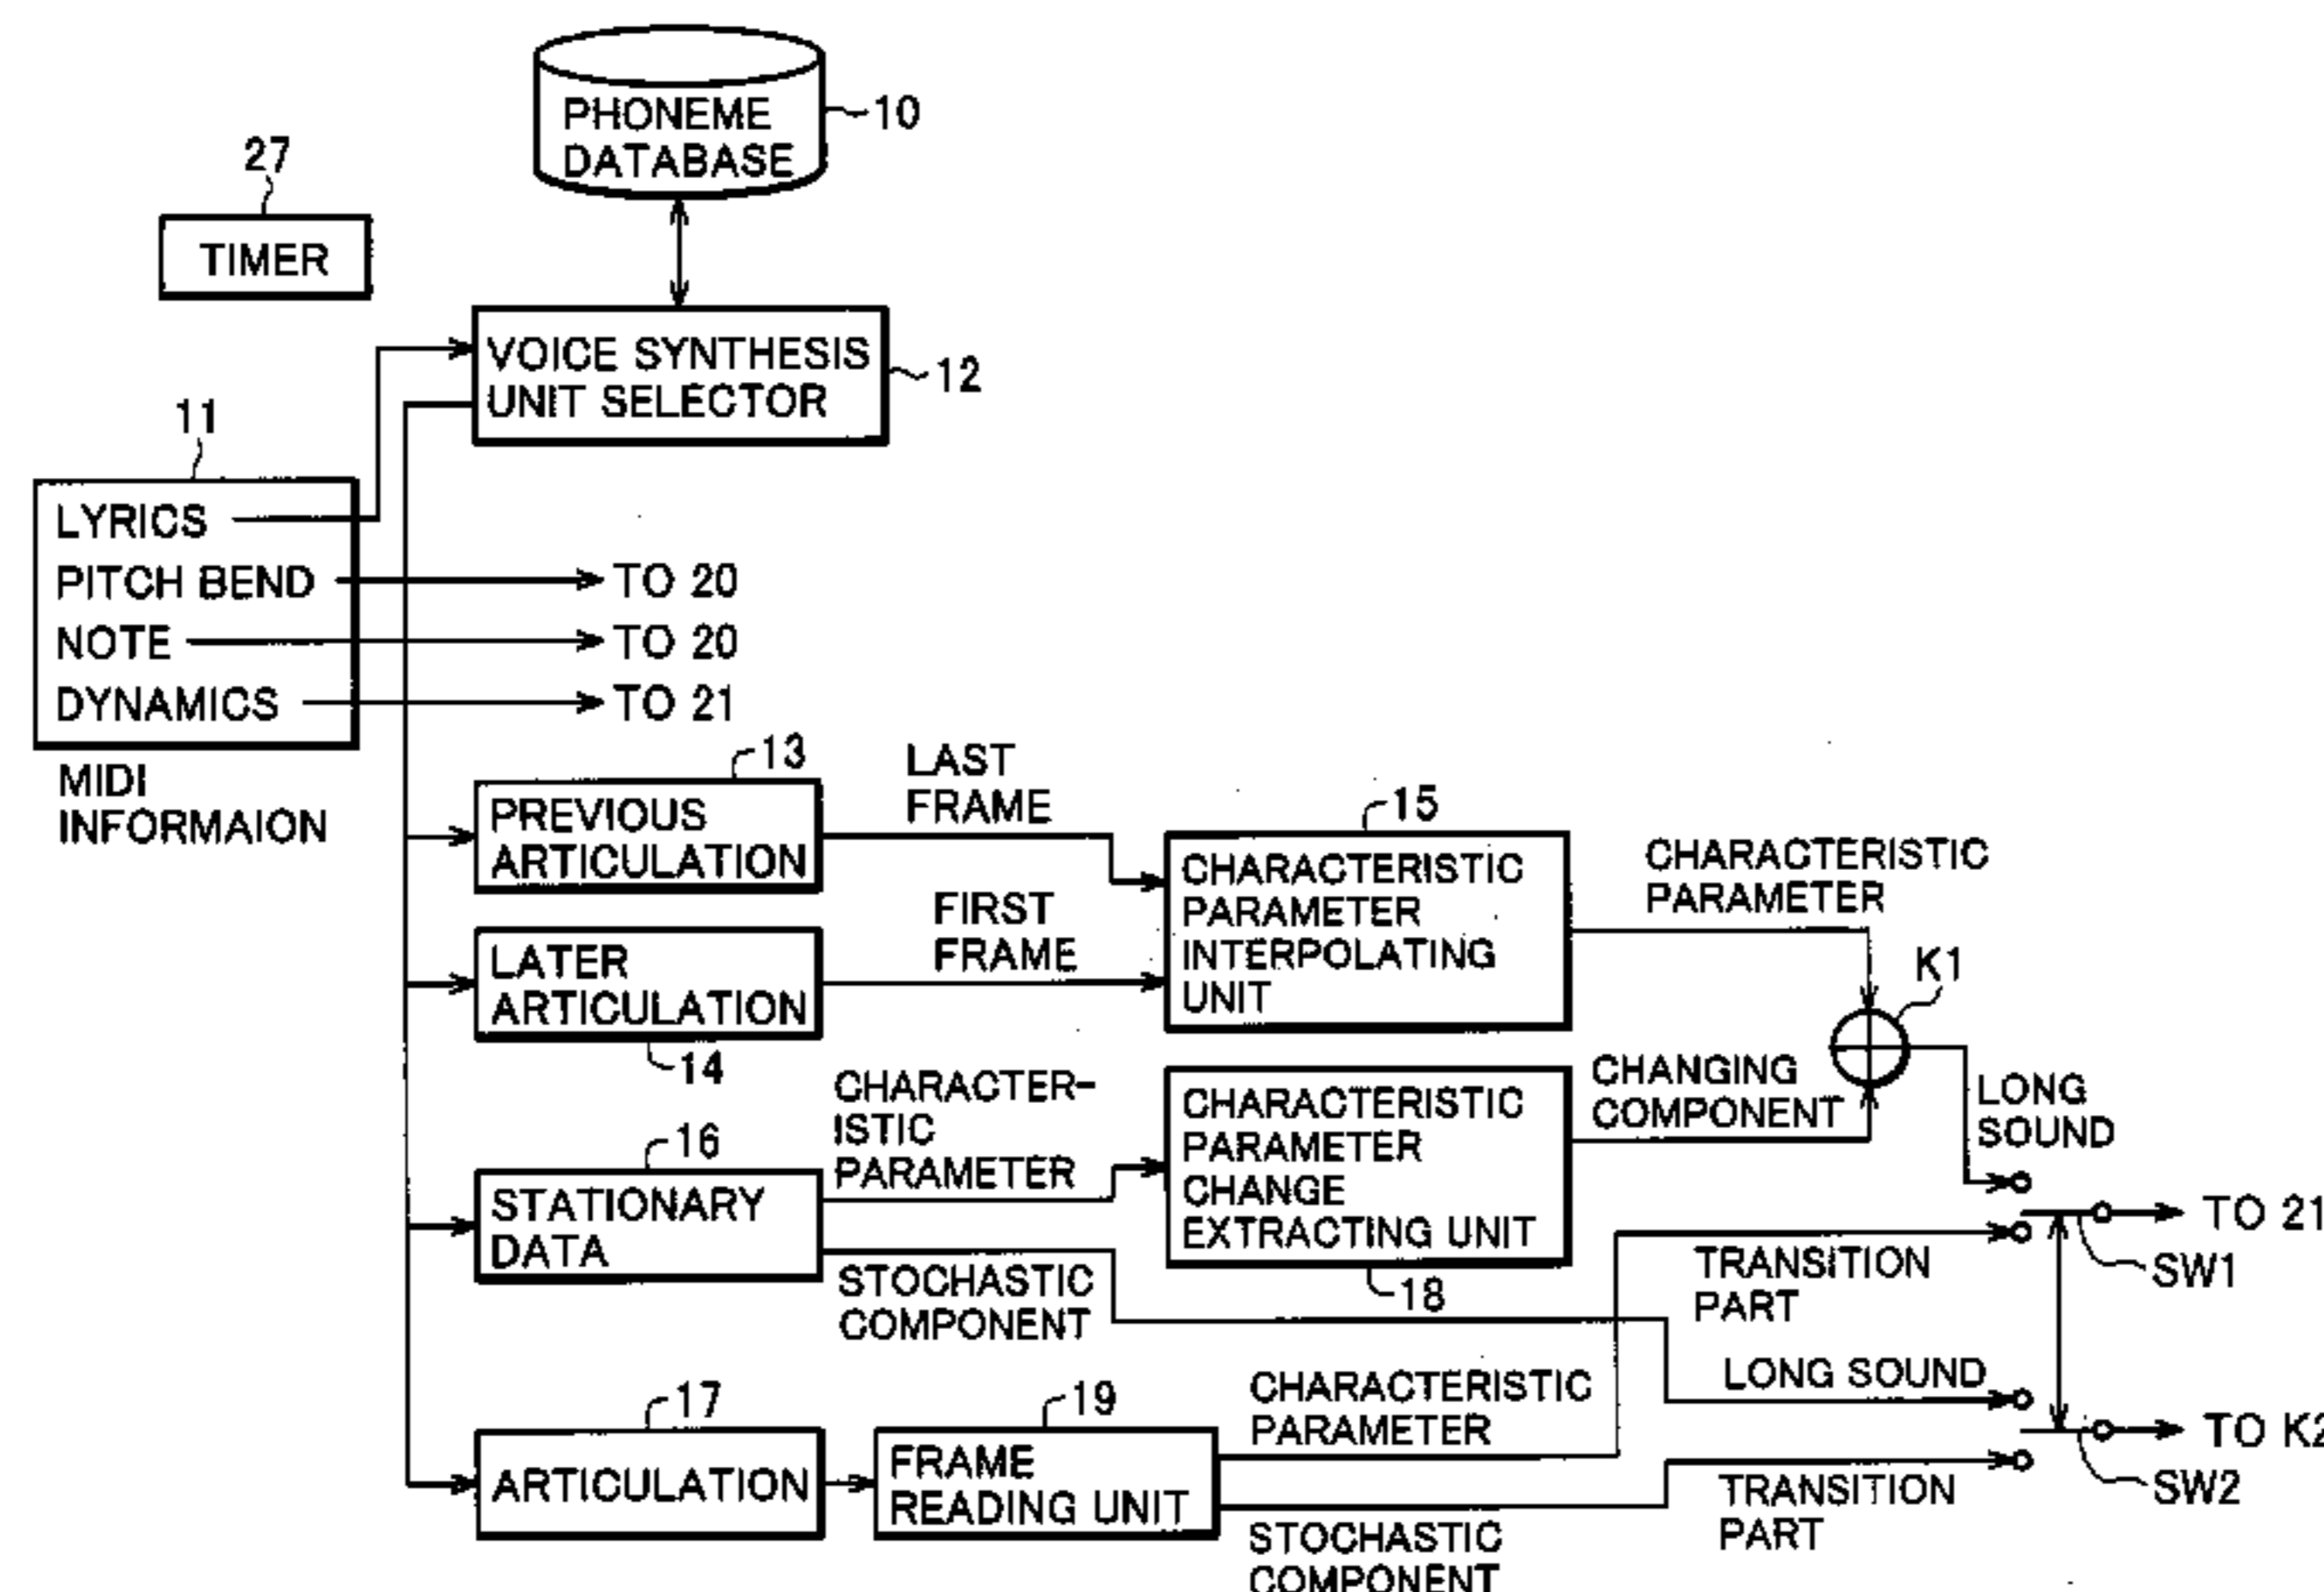 PHONEME
DATABASE
10
27
TIMER
VOICE SYNTHESIS
UNIT SELECTOR
12
11
LYRICS
PITCH BEND
TO 20
NOTE
TO 20
DYNAMICS
TO 21
MIDI
INFORMAION
13
PREVIOUS
ARTICULATION
LAST
FRAME
15
CHARACTERISTIC
PARAMETER
INTERPOLATING
UNIT
CHARACTERISTIC
PARAMETER
LATER
ARTICULATION
14
FIRST
FRAME
K1
16
STATIONARY
DATA
CHARACTER-
ISTIC
PARAMETER
CHARACTERISTIC
PARAMETER
CHANGE
EXTRACTING UNIT
18
CHANGING
COMPONENT
LONG
SOUND
TO 21
SW1
STOCHASTIC
COMPONENT
TRANSITION
PART
17
ARTICULATION
19
FRAME
READING UNIT
CHARACTERISTIC
PARAMETER
LONG SOUND
TO K2
SW2
STOCHASTIC
COMPONENT
TRANSITION
PART